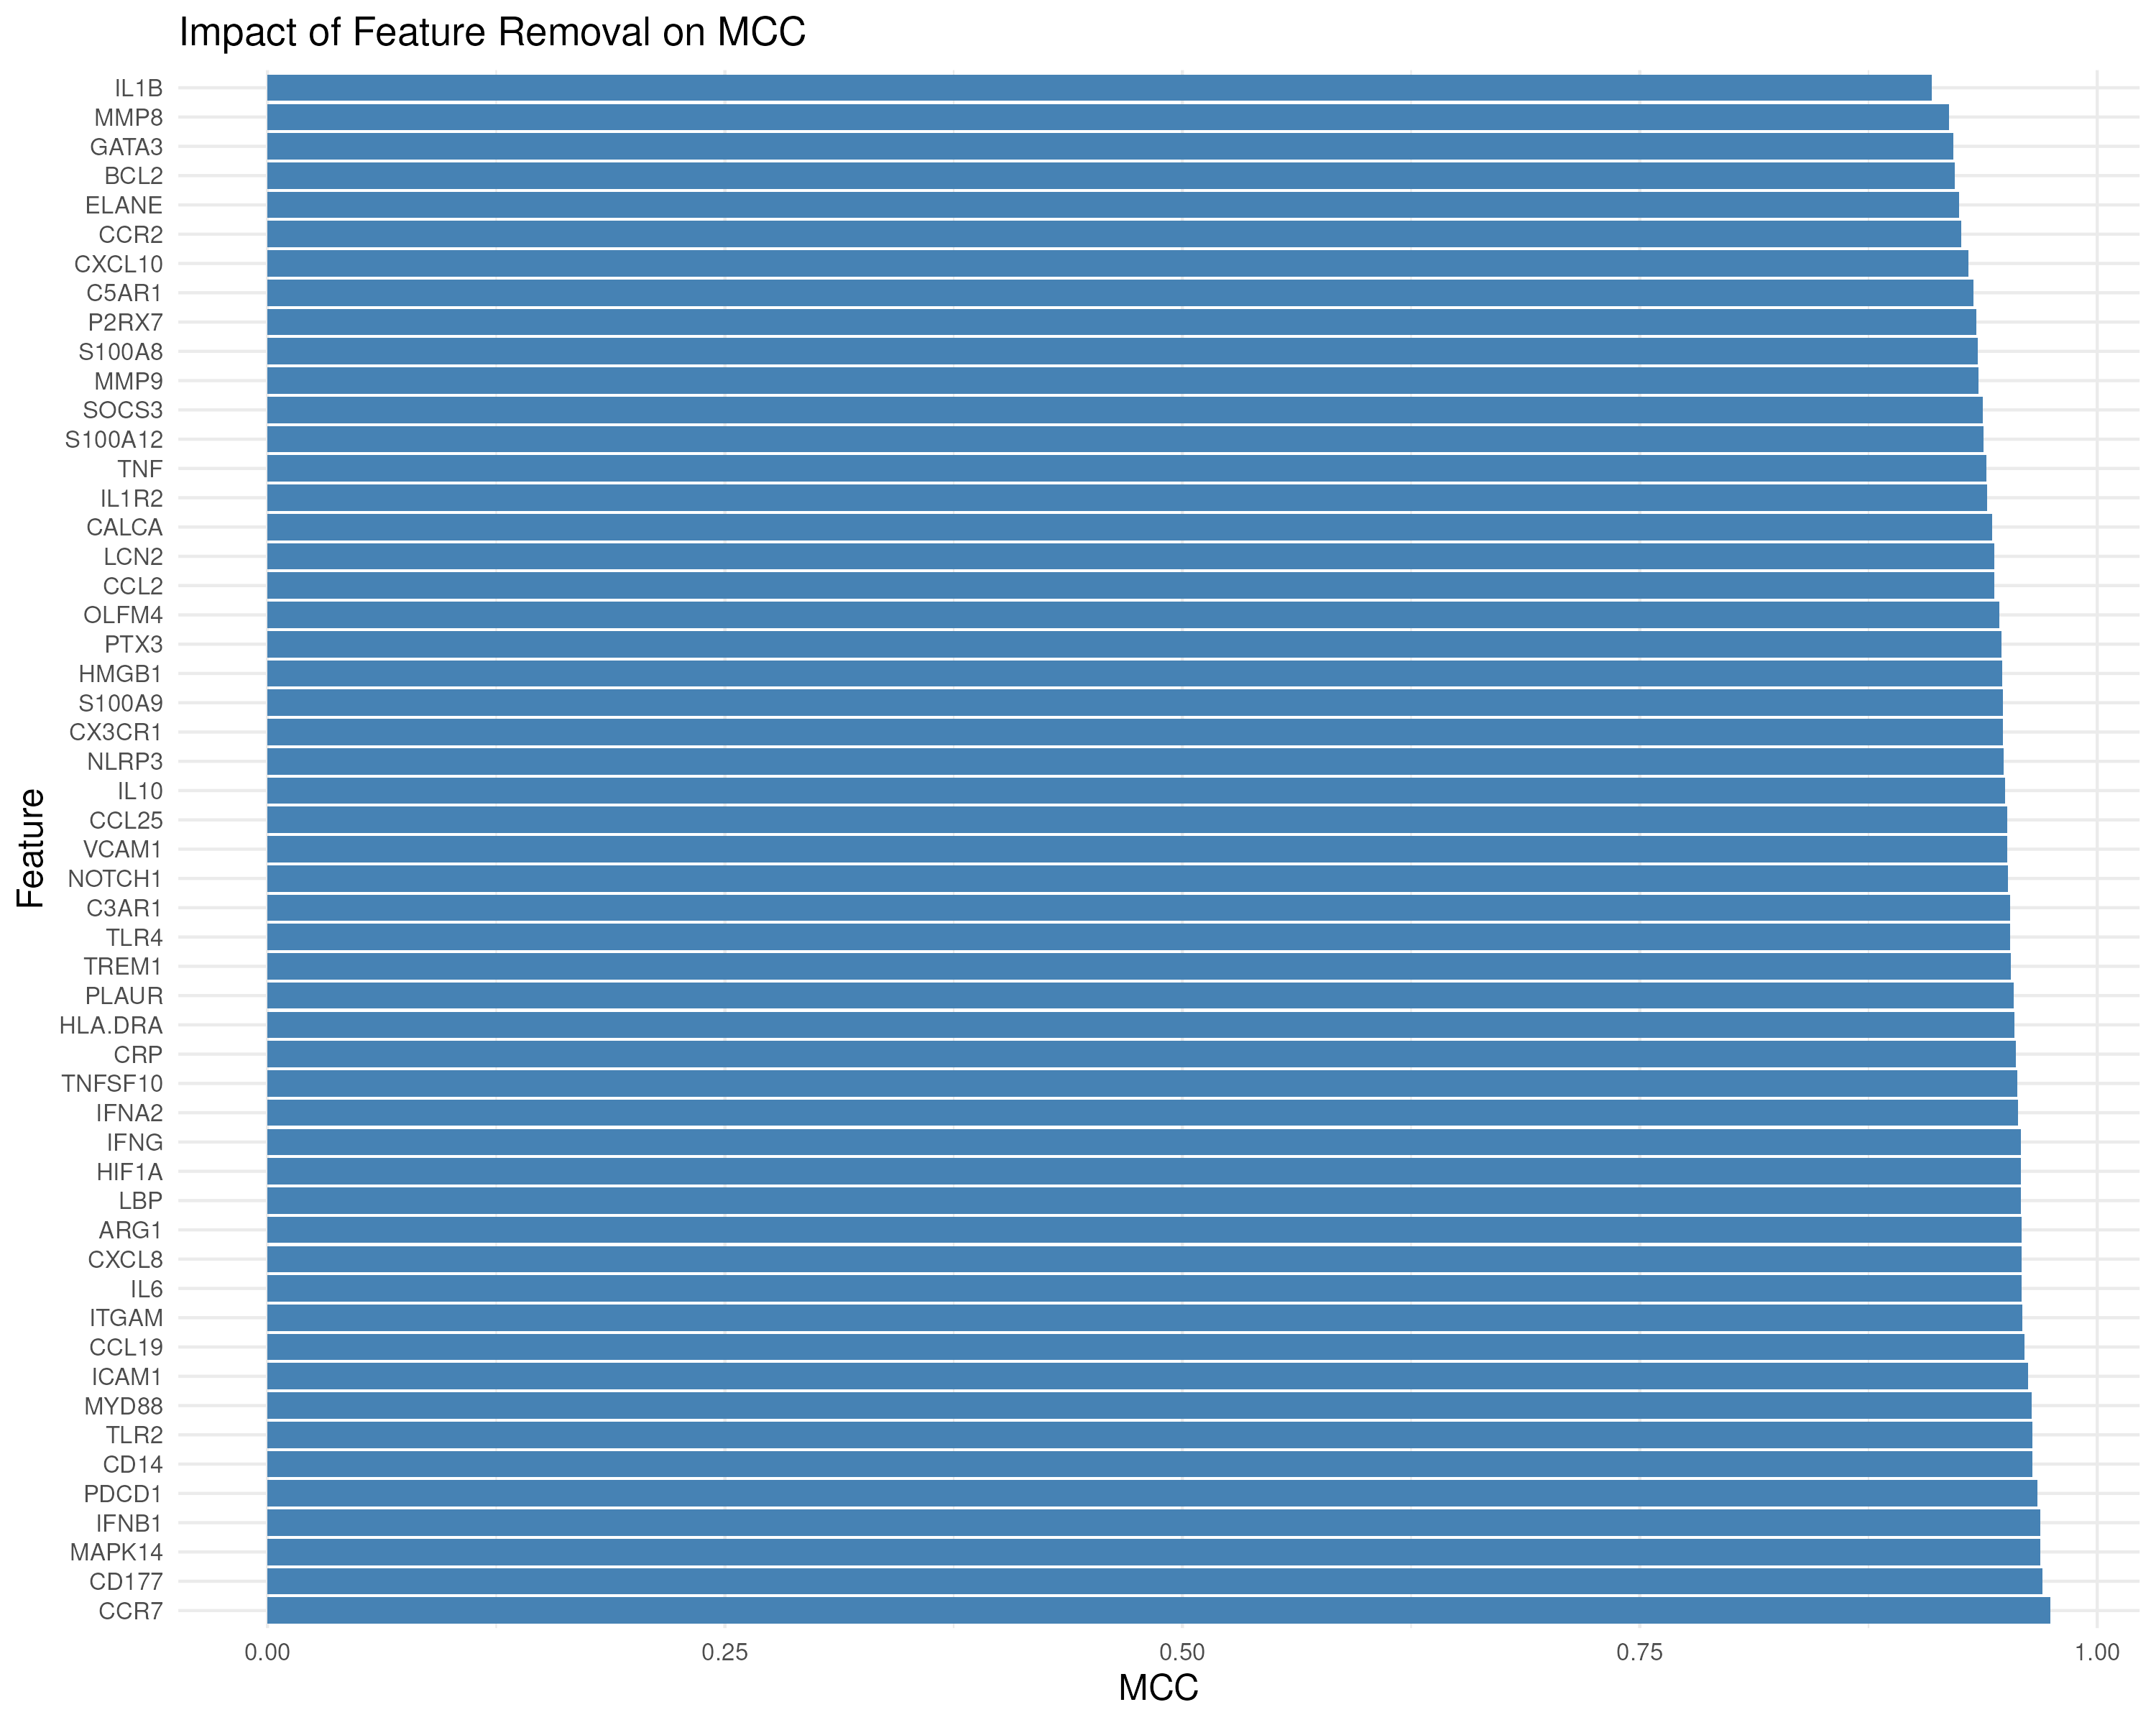 Impact of Feature Removal on MCC
Feature
IL1B
MMP8
GATA3
BCL2
ELANE
CCR2
CXCL10
C5AR1
P2RX7
S100A8
MMP9
SOCS3
S100A12
TNF
IL1R2
CALCA
LCN2
CCL2
OLFM4
PTX3
HMGB1
S100A9
CX3CR1
NLRP3
IL10
CCL25
VCAM1
NOTCH1
C3AR1
TLR4
TREM1
PLAUR
HLA.DRA
CRP
TNFSF10
IFNA2
IFNG
HIF1A
LBP
ARG1
CXCL8
IL6
ITGAM
CCL19
ICAM1
MYD88
TLR2
CD14
PDCD1
IFNB1
MAPK14
CD177
CCR7
0.00 0.25 0.50 0.75 1.00
MCC